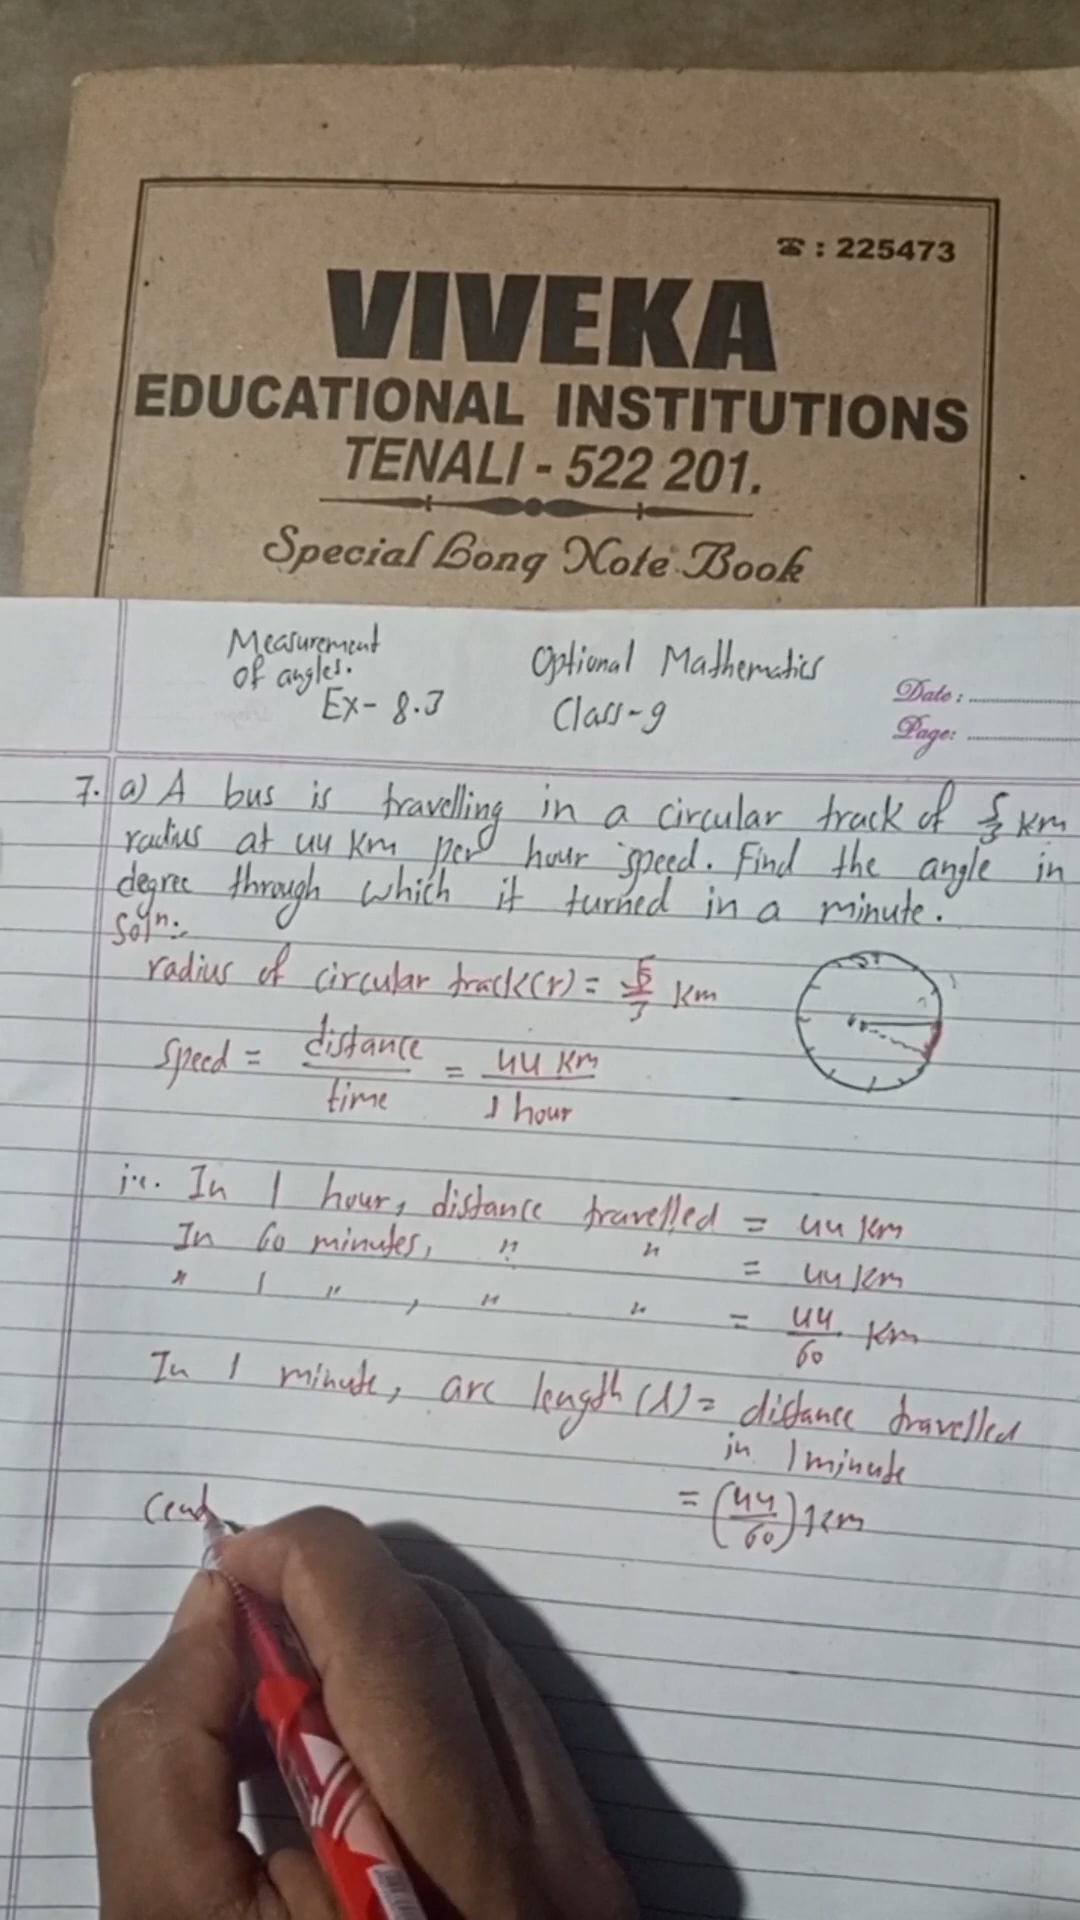 ☎ : 225473
VIVEKA
EDUCATIONAL INSTITUTIONS
TENALI - 522 201.
Special Long Note Book
Measurement of angles.
Ex- 8.3
Optional Mathematics
Class-9
Date :
Page:
7. a) A bus is travelling in a circular track of 5/3 km
radius at 44 km per hour speed. Find the angle in
degree through which it turned in a minute.
Soln:
radius of circular track(r) = 5/3 km
Speed = distance/time = 44 km/1 hour
i.e. In 1 hour, distance travelled = 44 km
In 60 minutes, " " = 44 km
" 1 " , " " = 44/60 km
In 1 minute, arc length (l) = distance travelled
in 1 minute
= (44/60) km
Cent